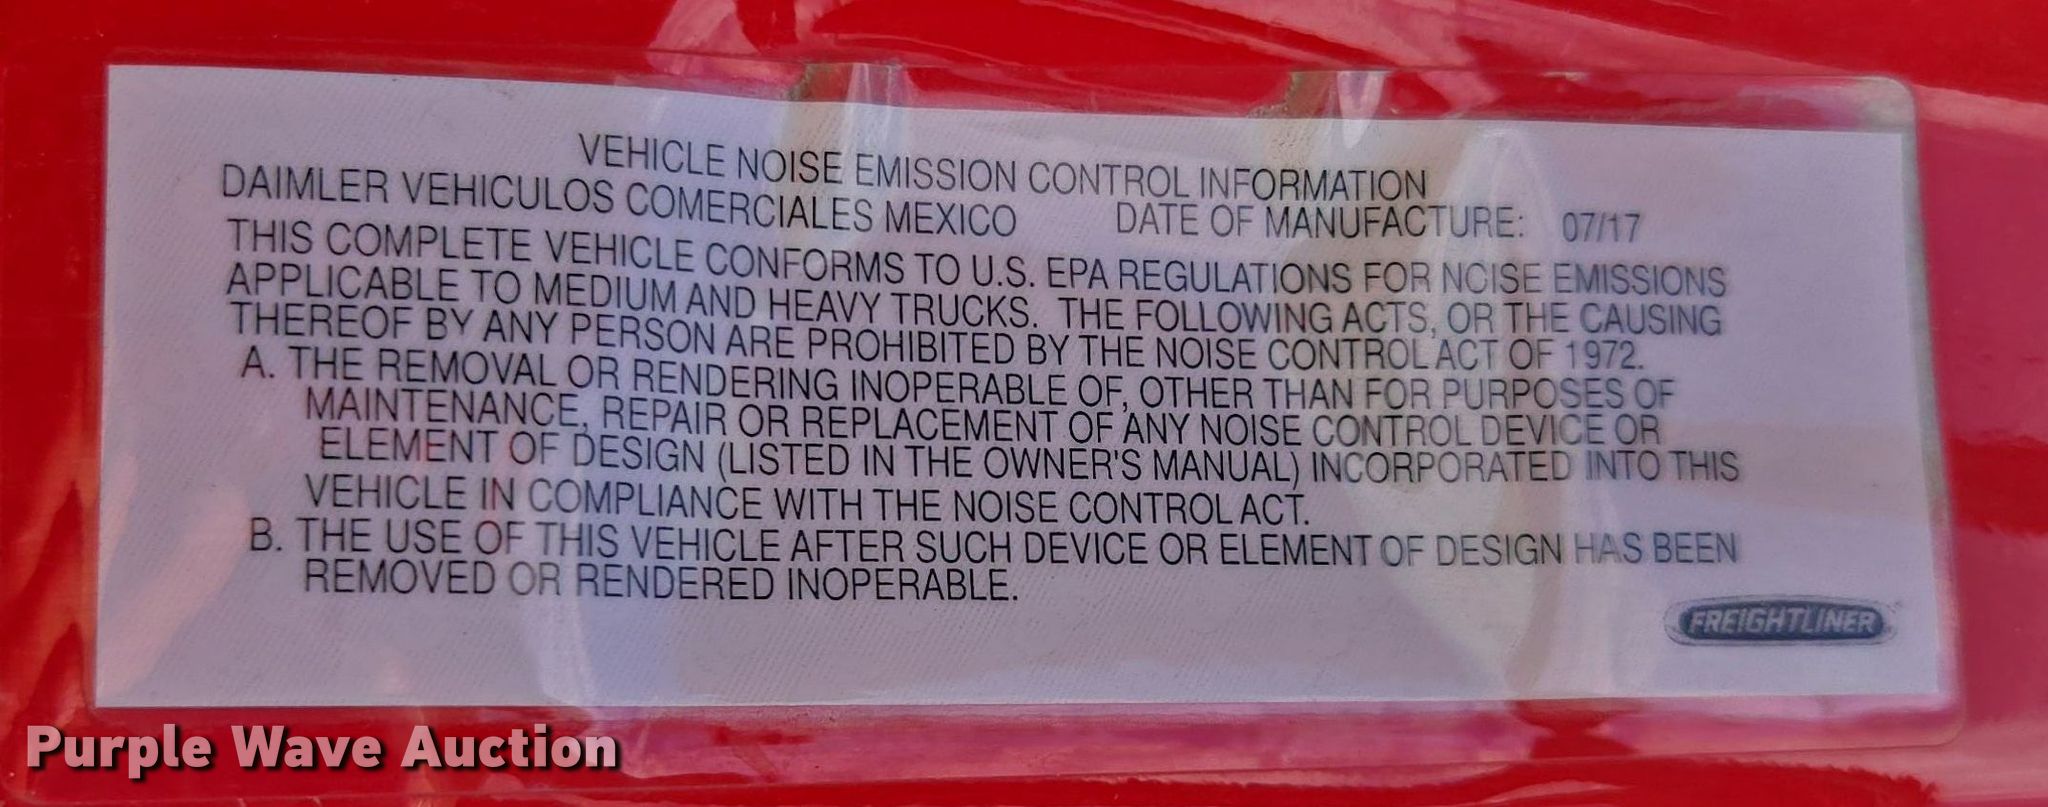 VEHICLE NOISE EMISSION CONTROL INFORMATION
DAIMLER VEHICULOS COMERCIALES MEXICO DATE OF MANUFACTURE: 07/17
THIS COMPLETE VEHICLE CONFORMS TO U.S. EPA REGULATIONS FOR NOISE EMISSIONS
APPLICABLE TO MEDIUM AND HEAVY TRUCKS. THE FOLLOWING ACTS, OR THE CAUSING
THEREOF BY ANY PERSON ARE PROHIBITED BY THE NOISE CONTROL ACT OF 1972.
A. THE REMOVAL OR RENDERING INOPERABLE OF, OTHER THAN FOR PURPOSES OF
MAINTENANCE, REPAIR OR REPLACEMENT OF ANY NOISE CONTROL DEVICE OR
ELEMENT OF DESIGN (LISTED IN THE OWNER'S MANUAL) INCORPORATED INTO THIS
VEHICLE IN COMPLIANCE WITH THE NOISE CONTROL ACT.
B. THE USE OF THIS VEHICLE AFTER SUCH DEVICE OR ELEMENT OF DESIGN HAS BEEN
REMOVED OR RENDERED INOPERABLE.
FREIGHTLINER
Purple Wave Auction